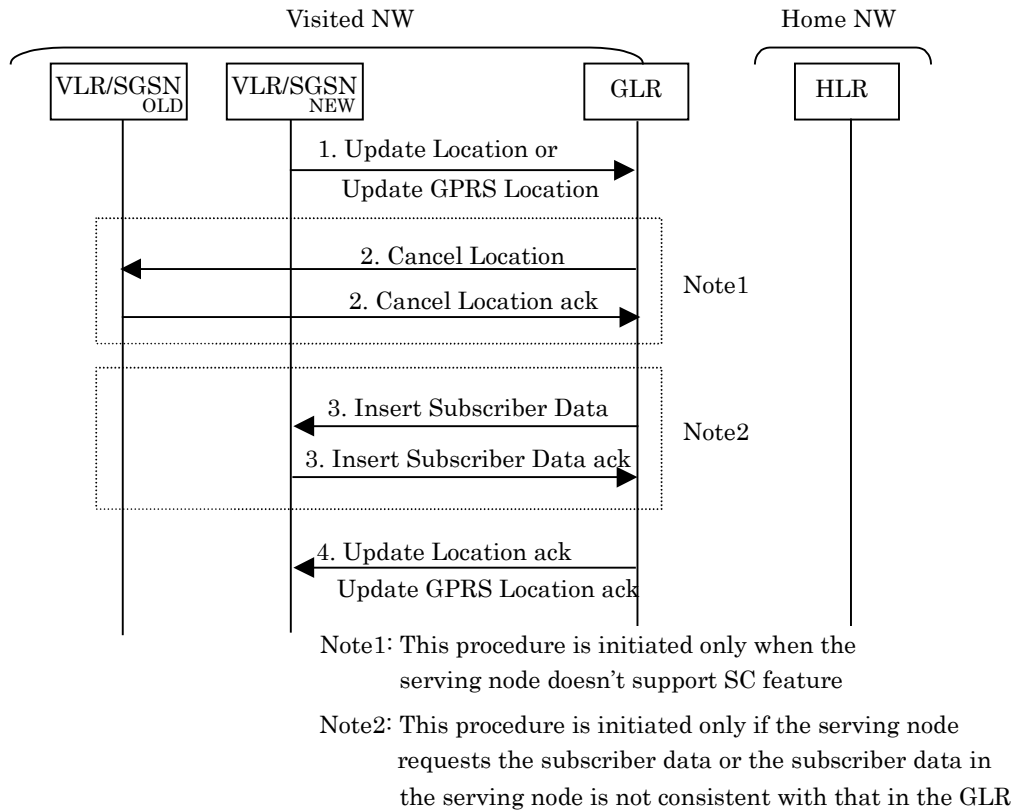 Visited NW
Home NW
VLR/SGSN
OLD
VLR/SGSN
NEW
GLR
HLR
1. Update Location or
Update GPRS Location
2. Cancel Location
Note1
2. Cancel Location ack
3. Insert Subscriber Data
Note2
3. Insert Subscriber Data ack
4. Update Location ack
Update GPRS Location ack
Note1: This procedure is initiated only when the
serving node doesn't support SC feature
Note2: This procedure is initiated only if the serving node
requests the subscriber data or the subscriber data in
the serving node is not consistent with that in the GLR